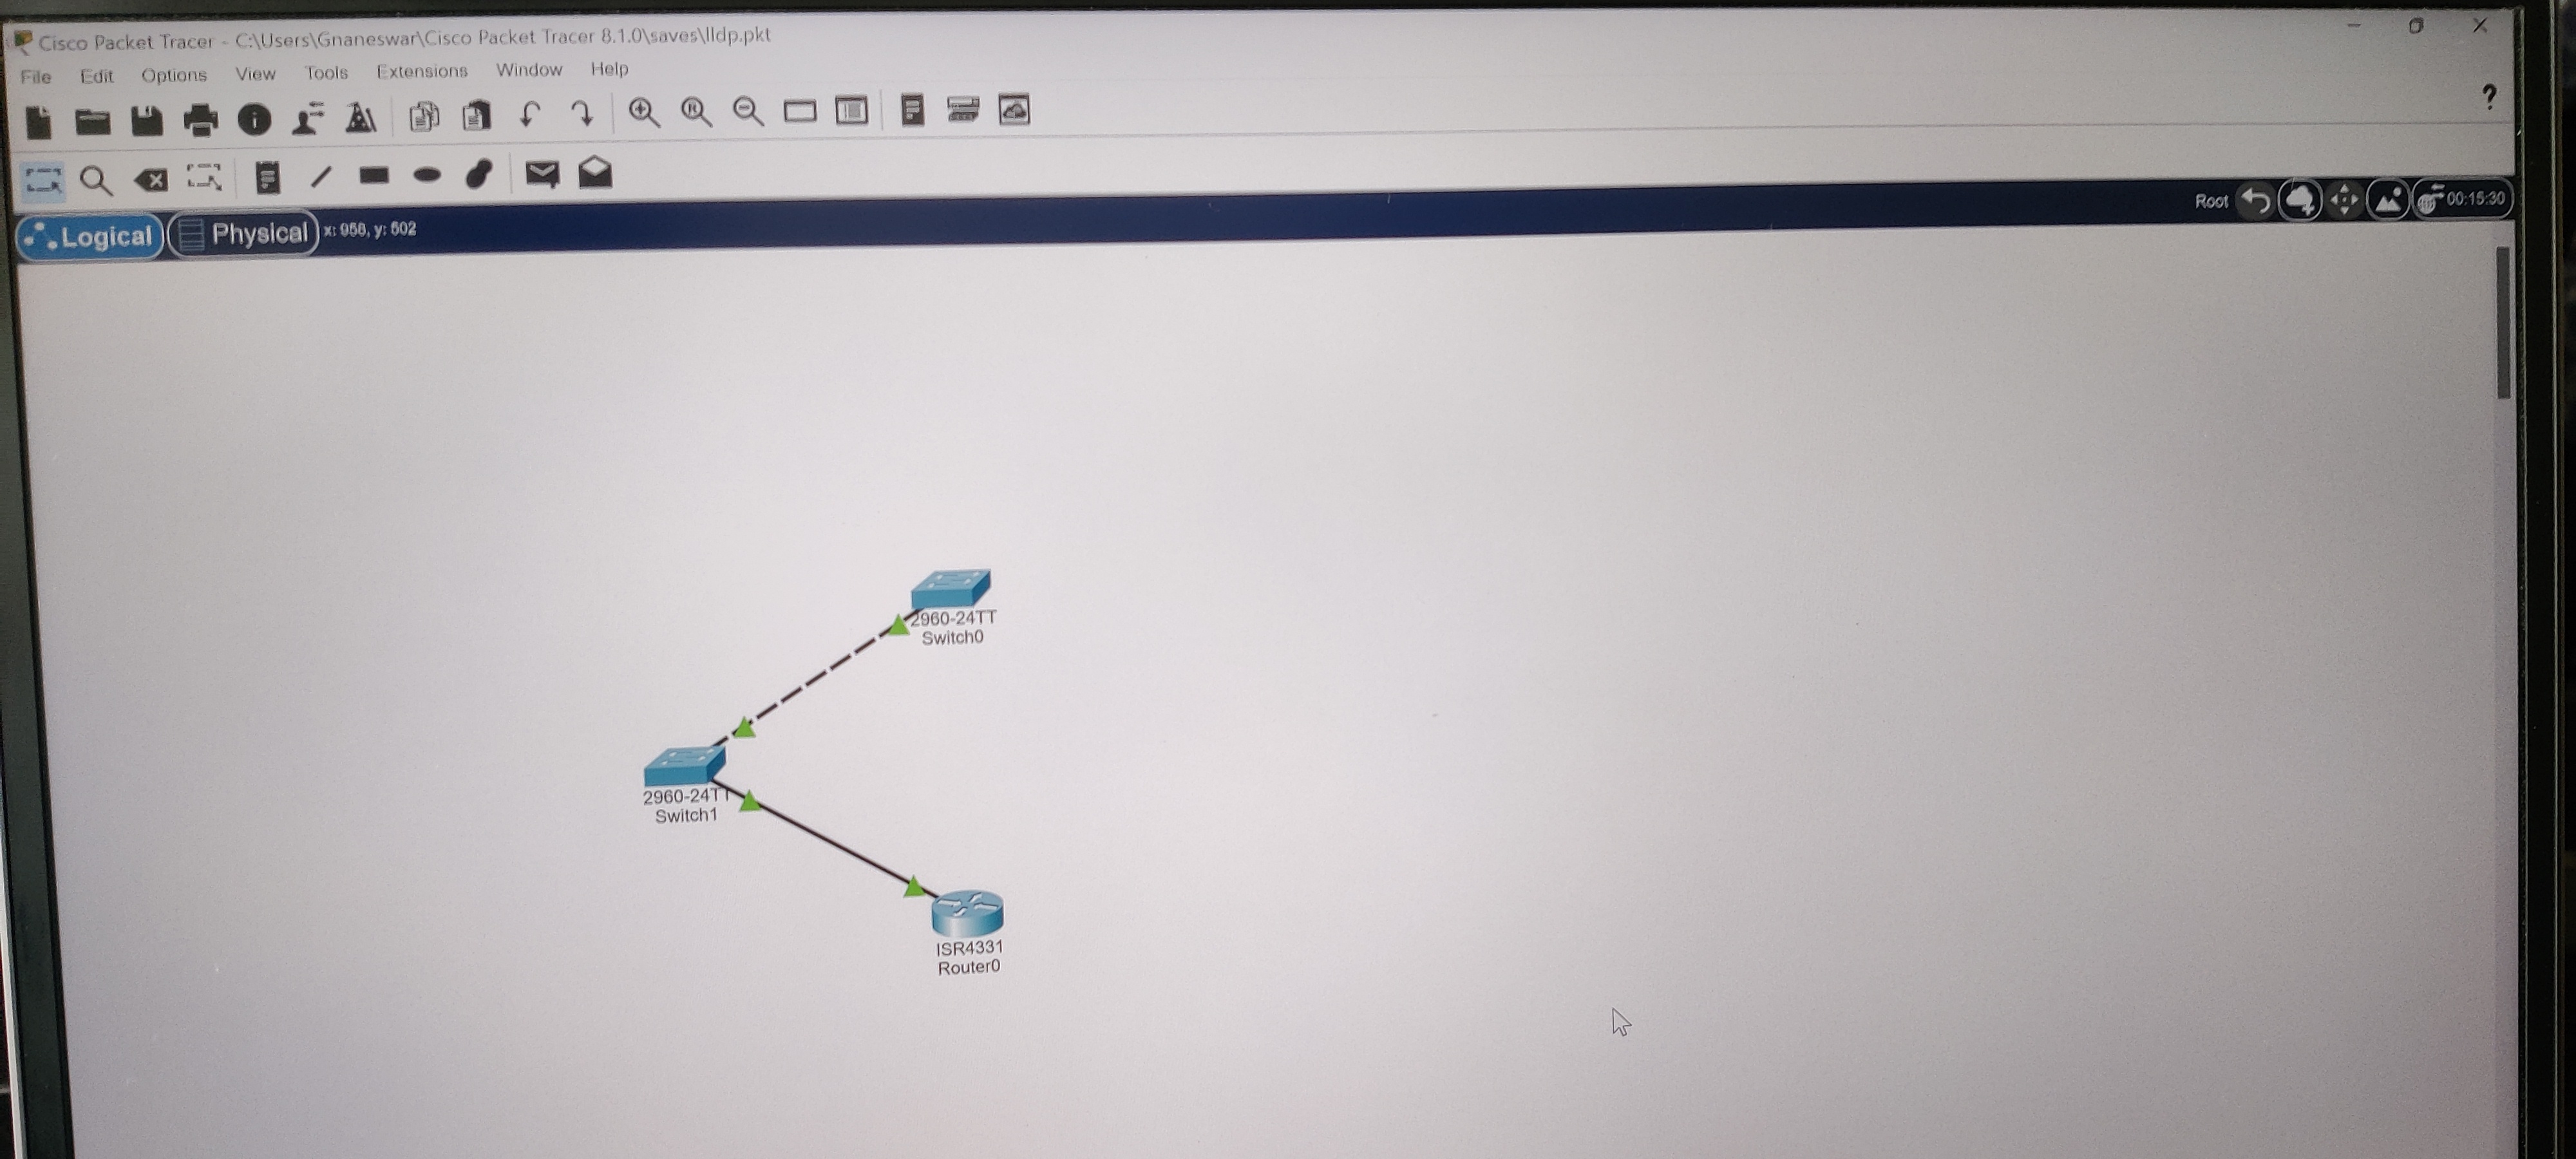 Cisco Packet Tracer - C:\Users\Gnaneswar\Cisco Packet Tracer 8.1.0\saves\lldp.pkt
File Edit Options View Tools Extensions Window Help
?
Root 00:15:30
Logical Physical x: 958, y: 602
2960-24TT
Switch0
2960-24TT
Switch1
ISR4331
Router0